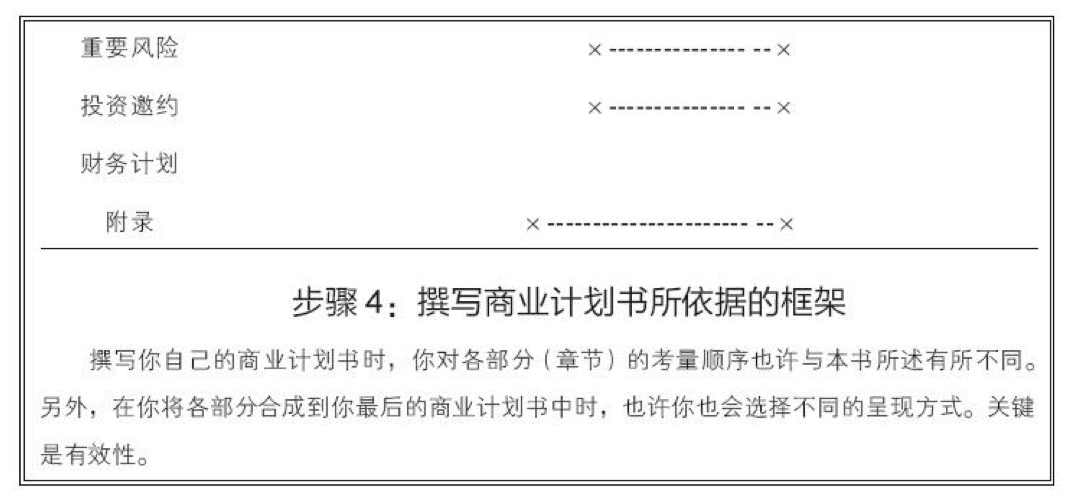 重要风险 × --------------- -- ×
投资邀约 × --------------- -- ×
财务计划
附录 × ---------------------- -- ×
步骤 4：撰写商业计划书所依据的框架
撰写你自己的商业计划书时，你对各部分（章节）的考量顺序也许与本书所述有所不同。
另外，在你将各部分合成到你最后的商业计划书中时，也许你也会选择不同的呈现方式。关键
是有效性。